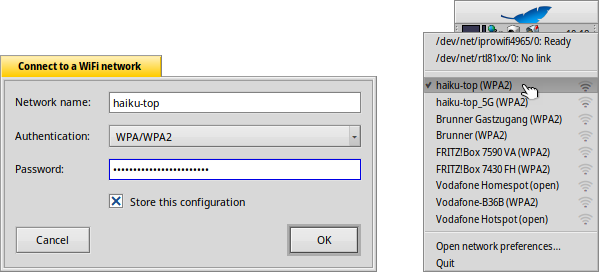 Connect to a WiFi network
Network name: haiku-top
Authentication: WPA/WPA2
Password: ••••••••••••••••••••••••
Store this configuration
Cancel OK
/dev/net/iprowifi4965/0: Ready
/dev/net/rtl81xx/0: No link
haiku-top (WPA2)
haiku-top_5G (WPA2)
Brunner Gastzugang (WPA2)
Brunner (WPA2)
FRITZ!Box 7590 VA (WPA2)
FRITZ!Box 7430 FH (WPA2)
Vodafone Homespot (open)
Vodafone-B36B (WPA2)
Vodafone Hotspot (open)
Open network preferences...
Quit